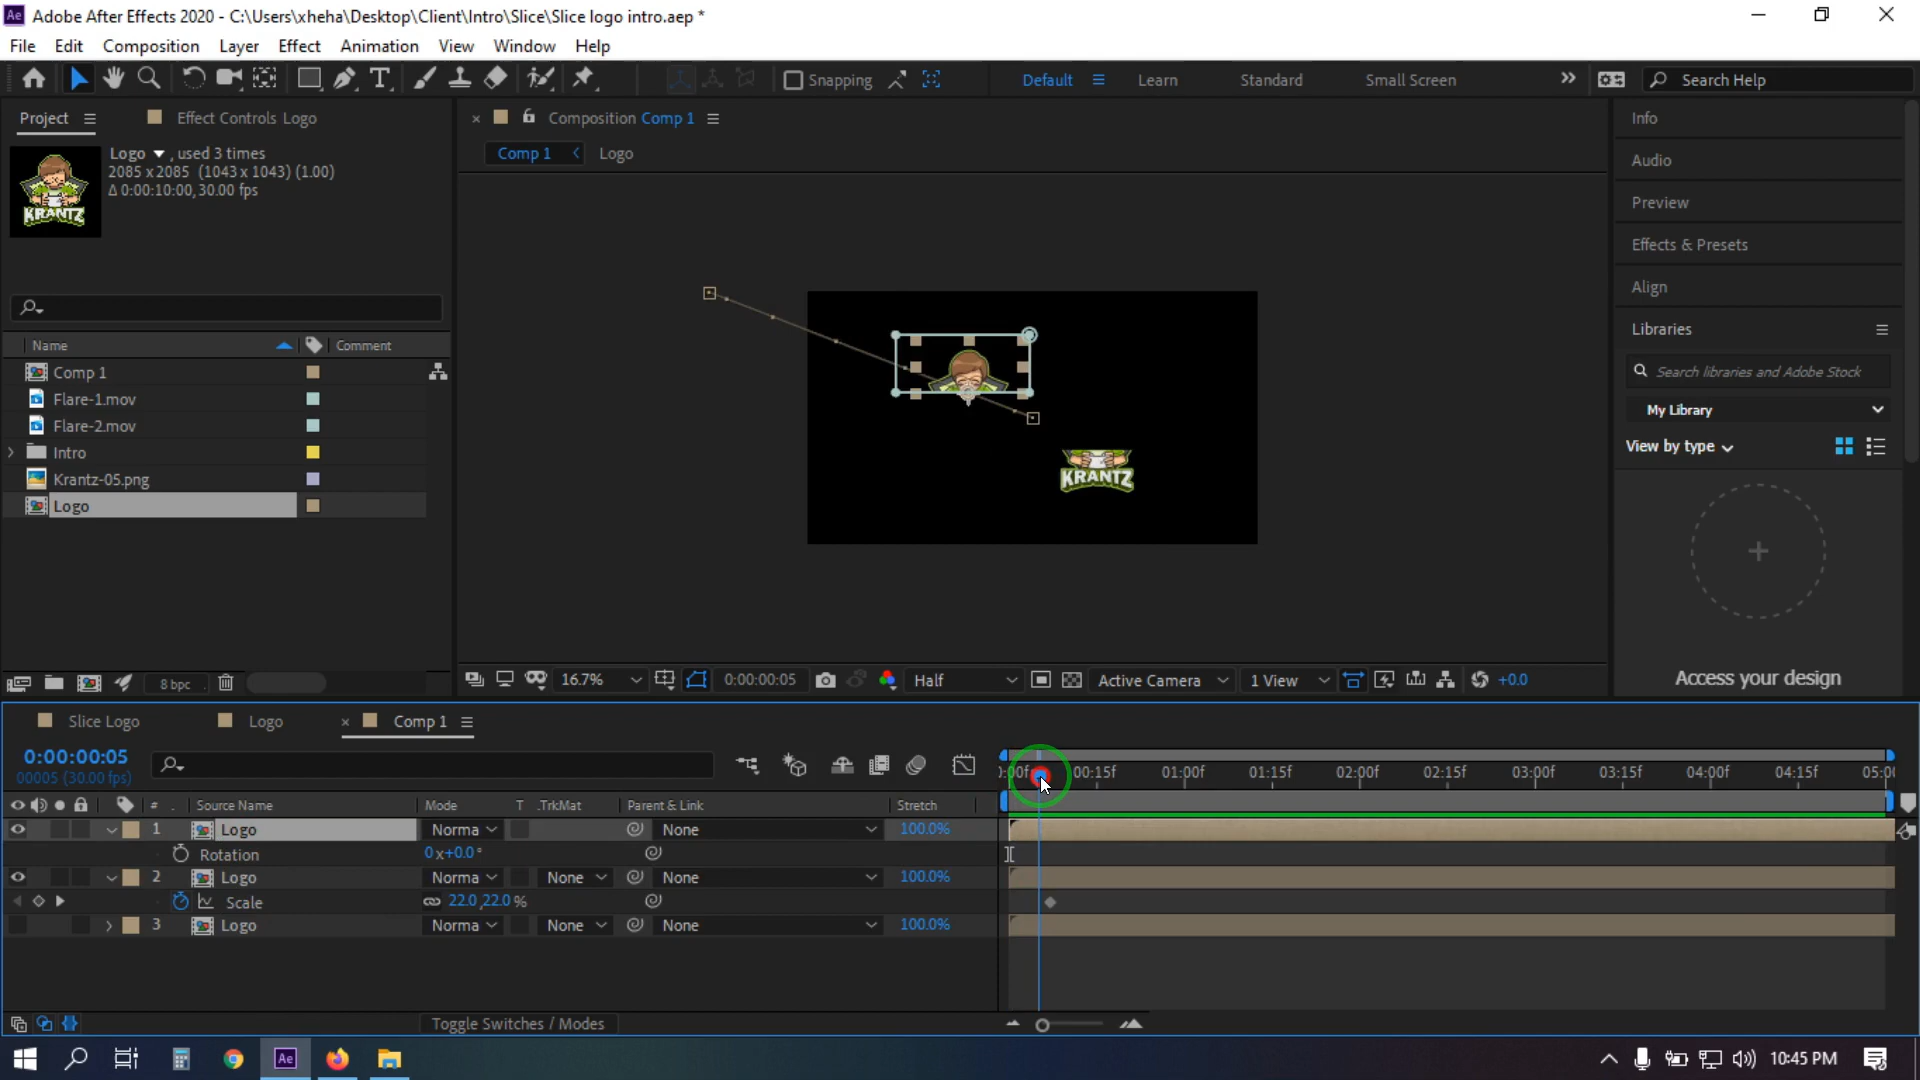 Ae Adobe After Effects 2020 - C:\Users\xheha\Desktop\Client\Intro\Slice\Slice logo intro.aep *
File Edit Composition Layer Effect Animation View Window Help
Snapping Default Learn Standard Small Screen Search Help
Project Effect Controls Logo
Composition Comp 1
Info
Logo , used 3 times
2085 x 2085 (1043 x 1043) (1.00)
Δ 0:00:10:00, 30.00 fps
KRANTZ
Comp 1 Logo
Audio
Preview
Effects & Presets
Align
Libraries
Name Comment
Comp 1
Flare-1.mov
Flare-2.mov
Intro
Krantz-05.png
Logo
Search libraries and Adobe Stock
My Library
View by type
KRANTZ
Access your design
8 bpc
16.7% 0:00:00:05 Half Active Camera 1 View +0.0
Slice Logo Logo Comp 1
0:00:00:05
00005 (30.00 fps)
:00f 00:15f 01:00f 01:15f 02:00f 02:15f 03:00f 03:15f 04:00f 04:15f 05:00
# . Source Name Mode T .TrkMat Parent & Link Stretch
1 Logo Norma None 100.0%
Rotation 0x+0.0°
2 Logo Norma None None 100.0%
Scale 22.0,22.0%
3 Logo Norma None None 100.0%
Toggle Switches / Modes
Ae 10:45 PM